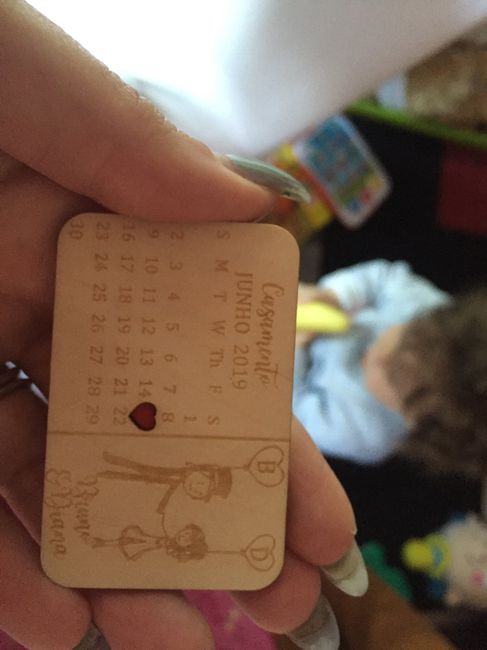 Casamento
JUNHO 2019
S M T W Th F S
1
2 3 4 5 6 7 8
9 10 11 12 13 14
16 17 18 19 20 21 22
23 24 25 26 27 28 29
30
B
D
Bruno
& Diana